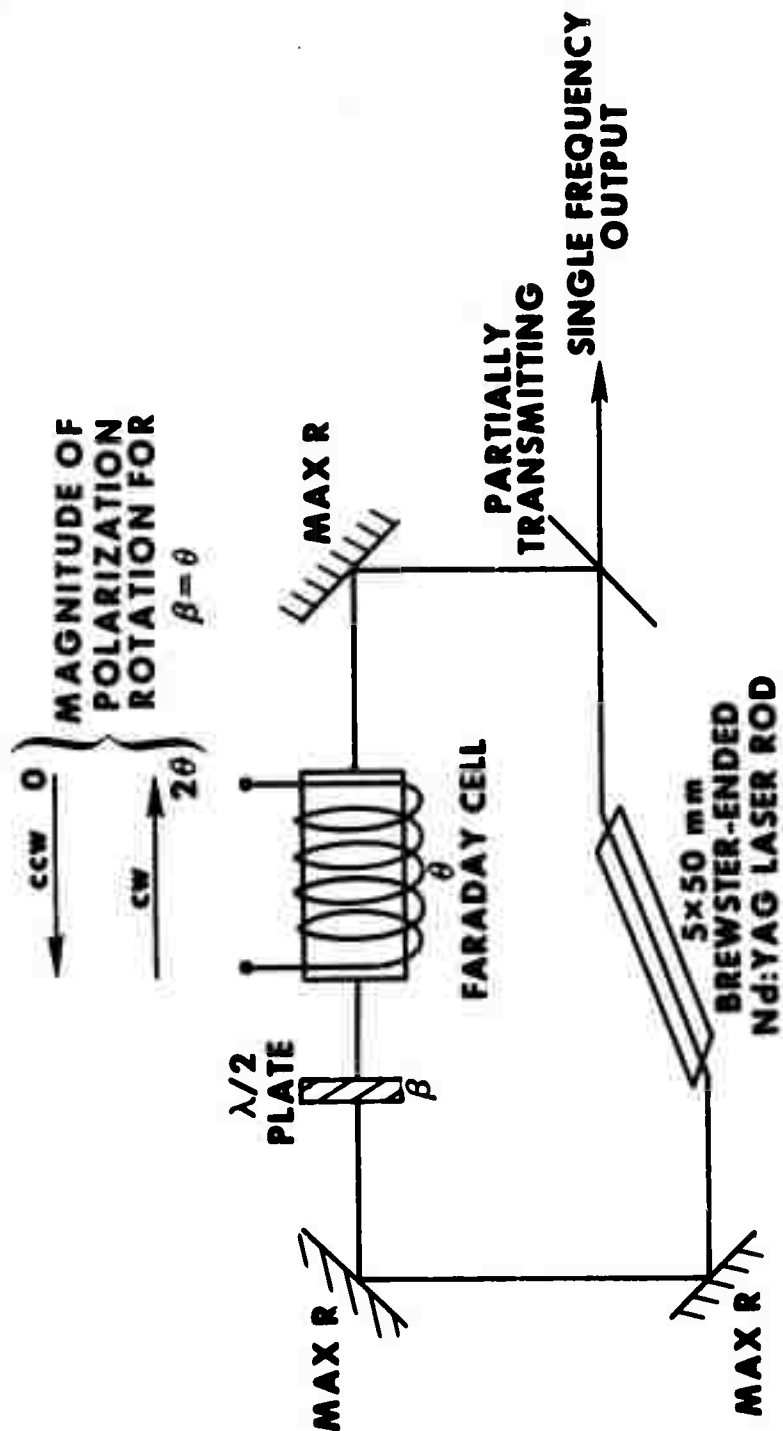 ccw
0
cw
2θ
MAGNITUDE OF
POLARIZATION
ROTATION FOR
β=θ
λ/2
PLATE
β
θ
FARADAY CELL
MAX R
MAX R
MAX R
PARTIALLY
TRANSMITTING
SINGLE FREQUENCY
OUTPUT
5×50 mm
BREWSTER-ENDED
Nd:YAG LASER ROD